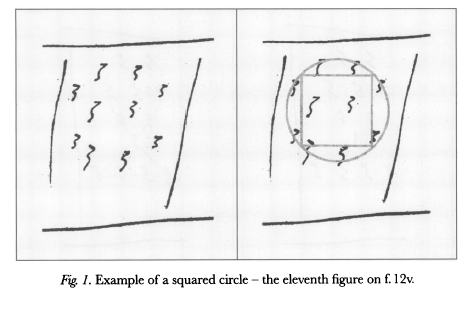 Fig. 1. Example of a squared circle – the eleventh figure on f. 12v.